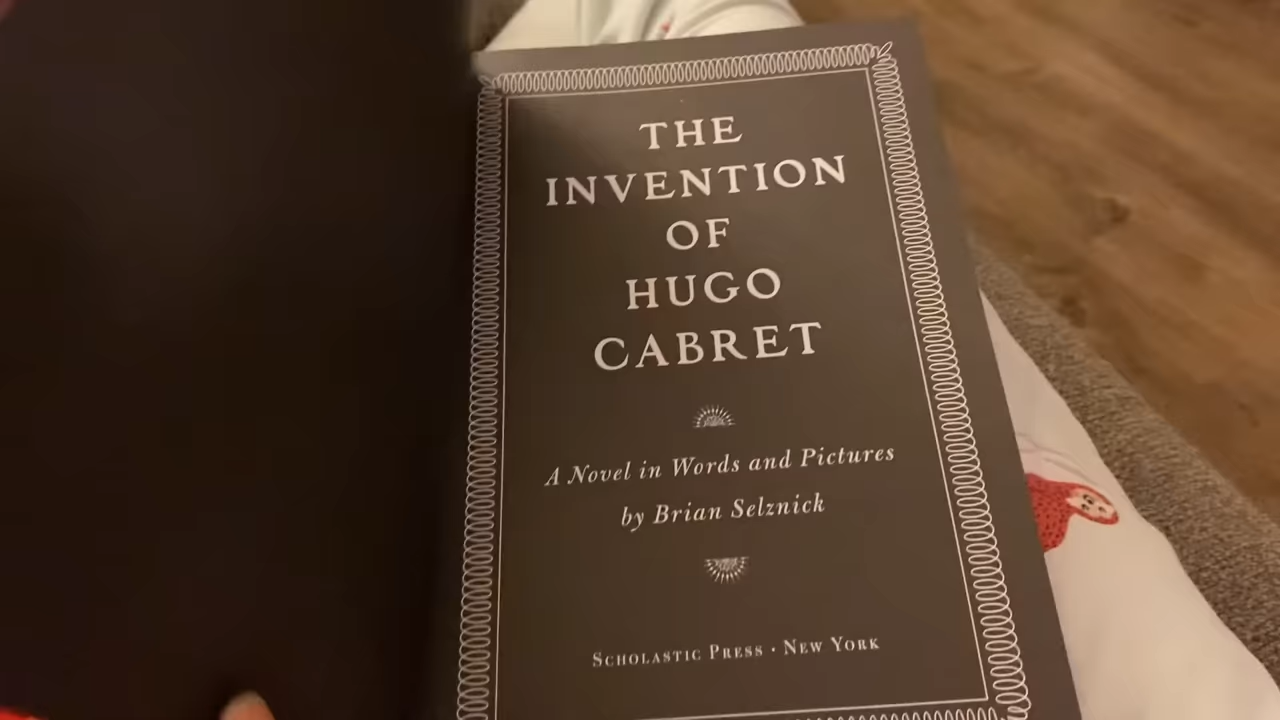 THE
INVENTION
OF
HUGO
CABRET
A Novel in Words and Pictures
by Brian Selznick
SCHOLASTIC PRESS · NEW YORK